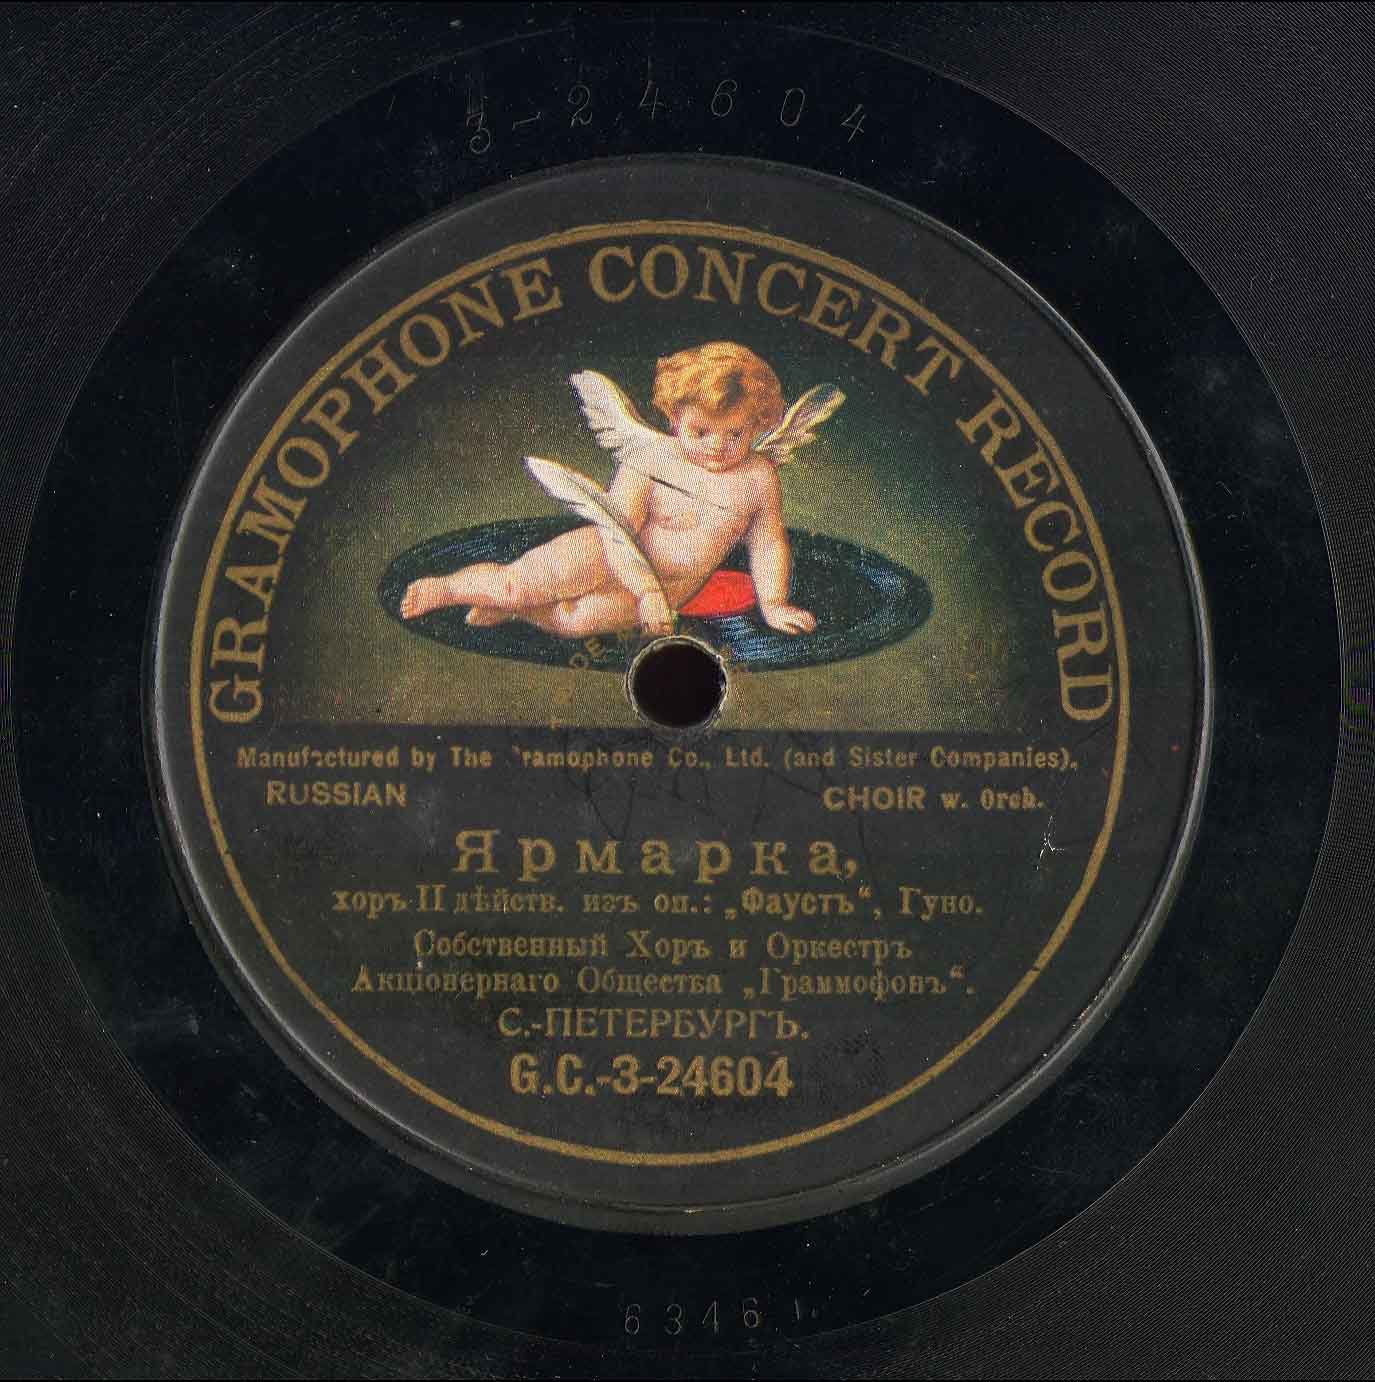 3-24604
GRAMOPHONE CONCERT RECORD
Manufactured by The Gramophone Co., Ltd. (and Sister Companies).
RUSSIAN CHOIR w. Orch.
Ярмарка,
хоръ II дѣйств. изъ оп.: „Фаустъ“, Гуно.
Собственный Хоръ и Оркестръ
Акціонернаго Общества „Граммофонъ“.
С.-ПЕТЕРБУРГЪ.
G.C.-3-24604
6346